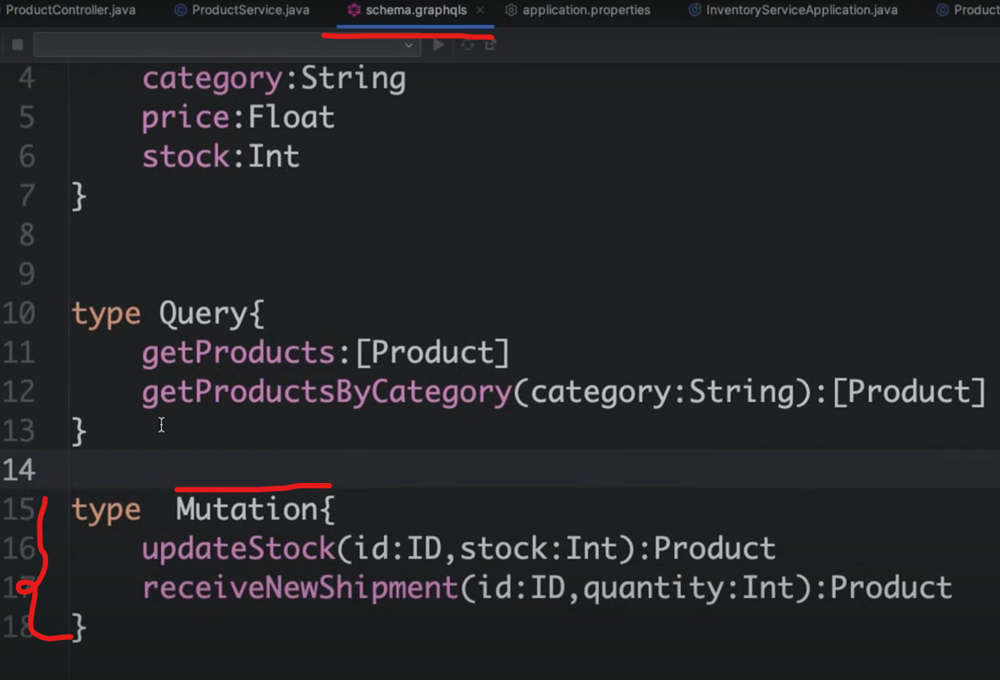 ProductController.java ProductService.java schema.graphqls application.properties InventoryServiceApplication.java Product
4 category:String
5 price:Float
6 stock:Int
7 }
8
9
10 type Query{
11 getProducts:[Product]
12 getProductsByCategory(category:String):[Product]
13 }
14
15 type  Mutation{
16 updateStock(id:ID,stock:Int):Product
17 receiveNewShipment(id:ID,quantity:Int):Product
18 }